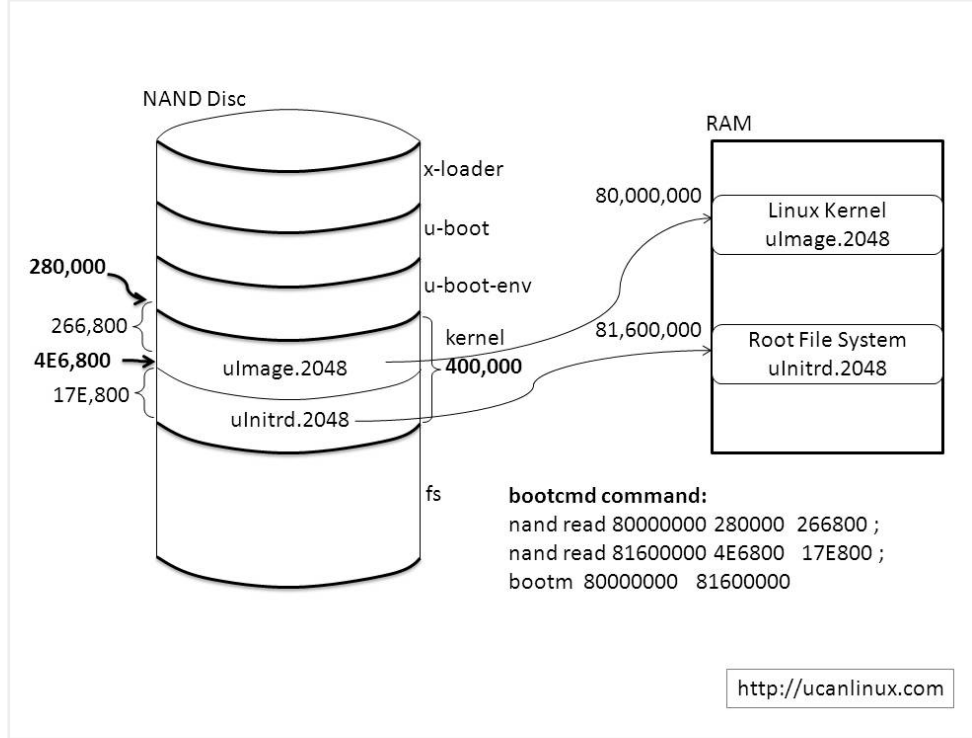 NAND Disc
x-loader
u-boot
u-boot-env
280,000
266,800
4E6,800
17E,800
kernel
400,000
uImage.2048
uInitrd.2048
fs
RAM
80,000,000
Linux Kernel
uImage.2048
81,600,000
Root File System
uInitrd.2048
bootcmd command:
nand read 80000000 280000 266800 ;
nand read 81600000 4E6800 17E800 ;
bootm 80000000 81600000
http://ucanlinux.com